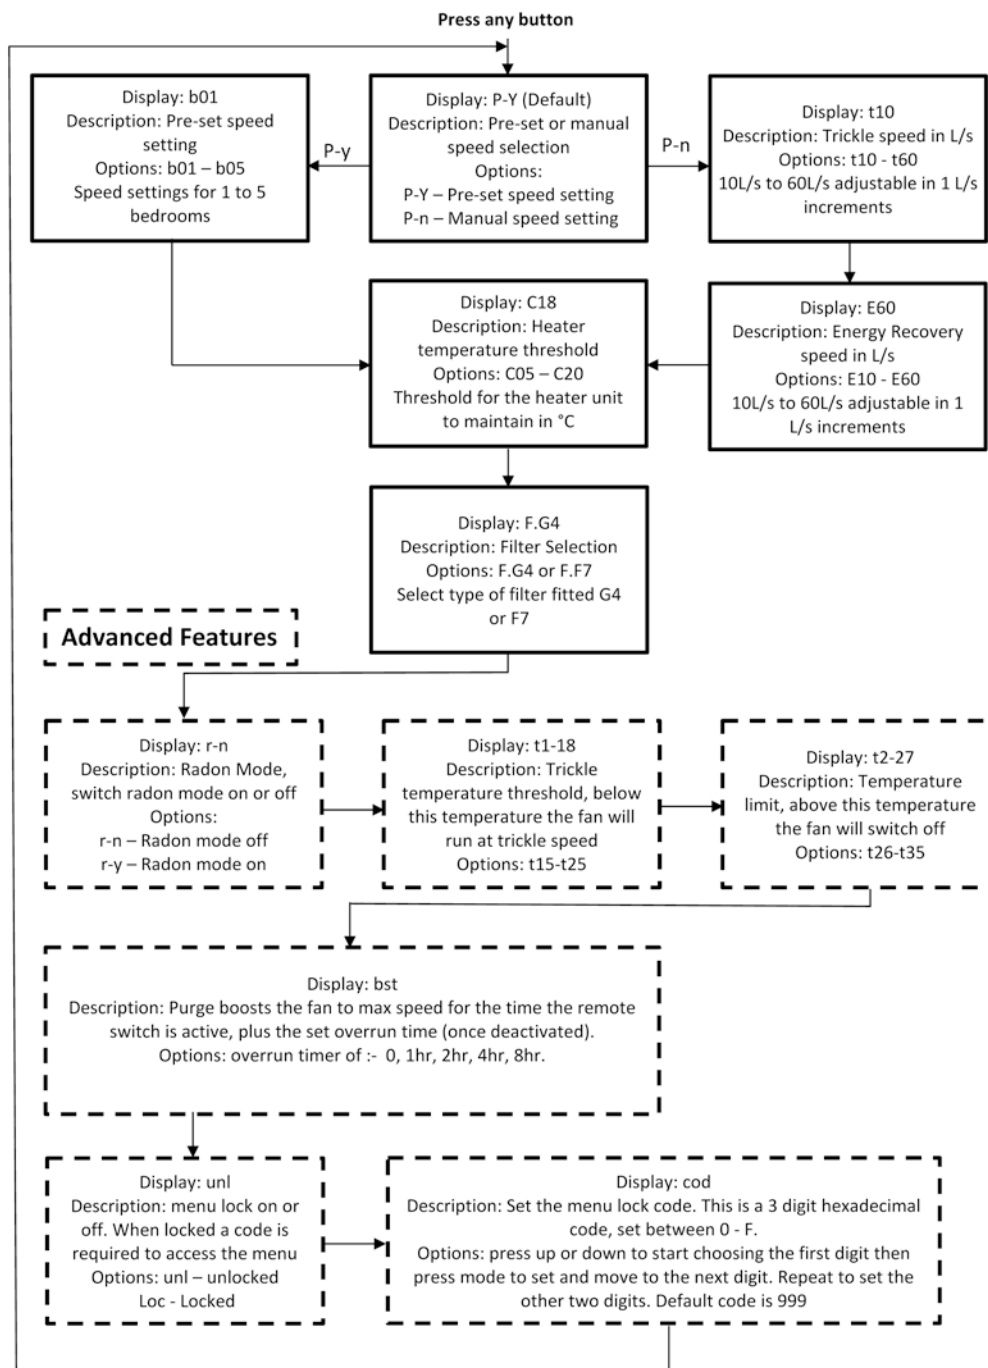 Press any button
Display: b01
Description: Pre-set speed
setting
Options: b01 – b05
Speed settings for 1 to 5
bedrooms
P-y
Display: P-Y (Default)
Description: Pre-set or manual
speed selection
Options:
P-Y – Pre-set speed setting
P-n – Manual speed setting
P-n
Display: t10
Description: Trickle speed in L/s
Options: t10 - t60
10L/s to 60L/s adjustable in 1 L/s
increments
Display: C18
Description: Heater
temperature threshold
Options: C05 – C20
Threshold for the heater unit
to maintain in °C
Display: E60
Description: Energy Recovery
speed in L/s
Options: E10 - E60
10L/s to 60L/s adjustable in 1
L/s increments
Display: F.G4
Description: Filter Selection
Options: F.G4 or F.F7
Select type of filter fitted G4
or F7
Advanced Features
Display: r-n
Description: Radon Mode,
switch radon mode on or off
Options:
r-n – Radon mode off
r-y – Radon mode on
Display: t1-18
Description: Trickle
temperature threshold, below
this temperature the fan will
run at trickle speed
Options: t15-t25
Display: t2-27
Description: Temperature
limit, above this temperature
the fan will switch off
Options: t26-t35
Display: bst
Description: Purge boosts the fan to max speed for the time the remote
switch is active, plus the set overrun time (once deactivated).
Options: overrun timer of :- 0, 1hr, 2hr, 4hr, 8hr.
Display: unl
Description: menu lock on or
off. When locked a code is
required to access the menu
Options: unl – unlocked
Loc - Locked
Display: cod
Description: Set the menu lock code. This is a 3 digit hexadecimal
code, set between 0 - F.
Options: press up or down to start choosing the first digit then
press mode to set and move to the next digit. Repeat to set the
other two digits. Default code is 999